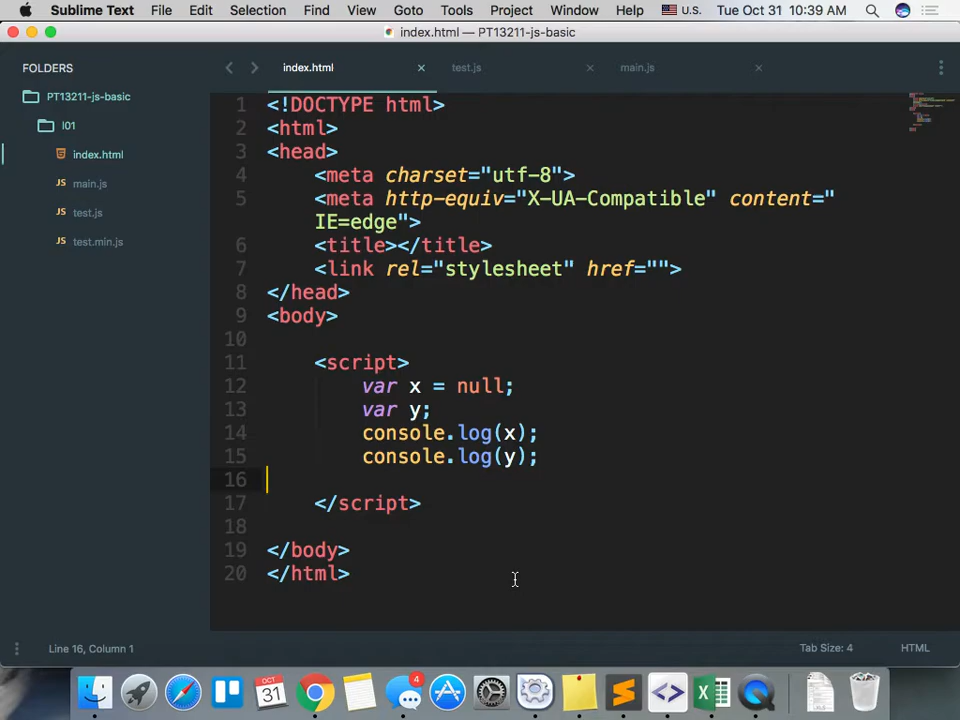 Sublime Text File Edit Selection Find View Goto Tools Project Window Help U.S. Tue Oct 31 10:39 AM
index.html — PT13211-js-basic
FOLDERS
PT13211-js-basic
l01
index.html
main.js
test.js
test.min.js
index.html test.js main.js
1 <!DOCTYPE html>
2 <html>
3 <head>
4 <meta charset="utf-8">
5 <meta http-equiv="X-UA-Compatible" content="
IE=edge">
6 <title></title>
7 <link rel="stylesheet" href="">
8 </head>
9 <body>
10
11 <script>
12 var x = null;
13 var y;
14 console.log(x);
15 console.log(y);
16
17 </script>
18
19 </body>
20 </html>
Line 16, Column 1 Tab Size: 4 HTML
OCT
31
4